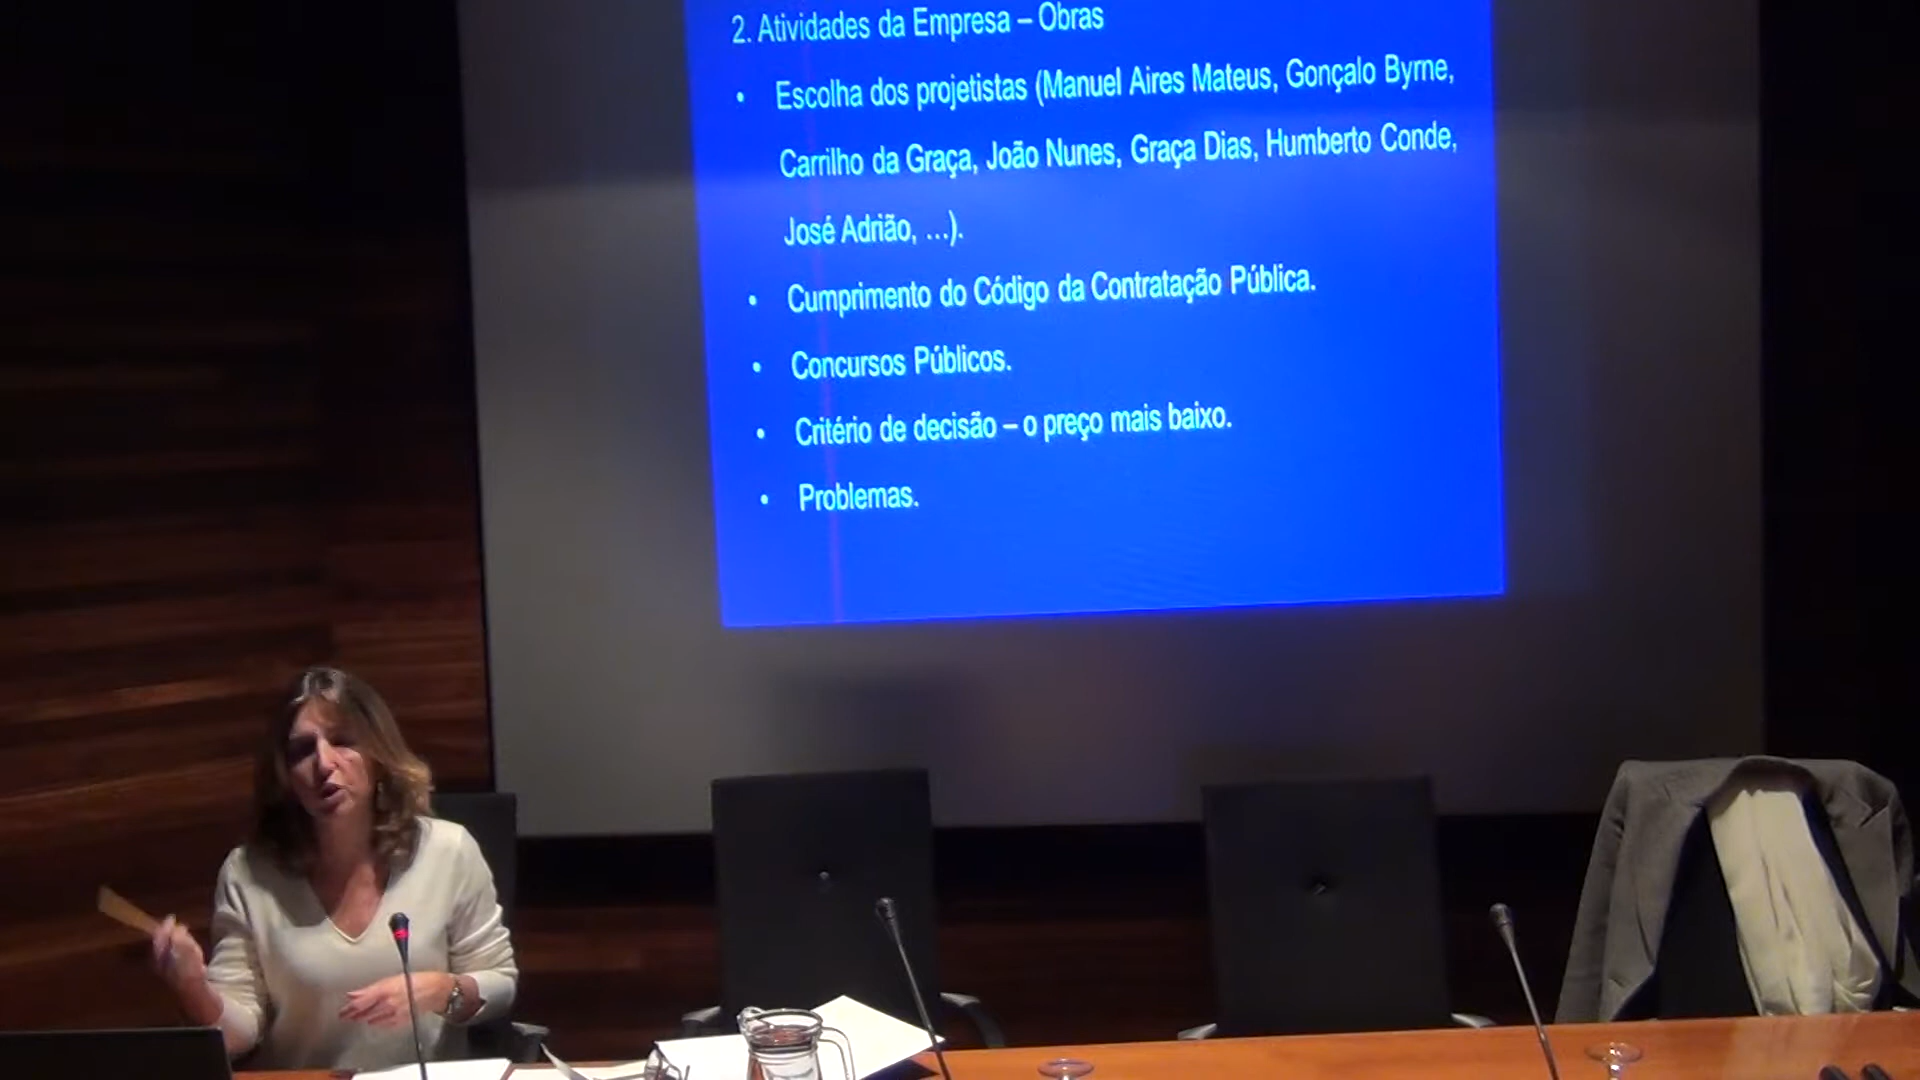 2. Atividades da Empresa – Obras
• Escolha dos projetistas (Manuel Aires Mateus, Gonçalo Byrne,
Carrilho da Graça, João Nunes, Graça Dias, Humberto Conde,
José Adrião, …).
• Cumprimento do Código da Contratação Pública.
• Concursos Públicos.
• Critério de decisão – o preço mais baixo.
• Problemas.